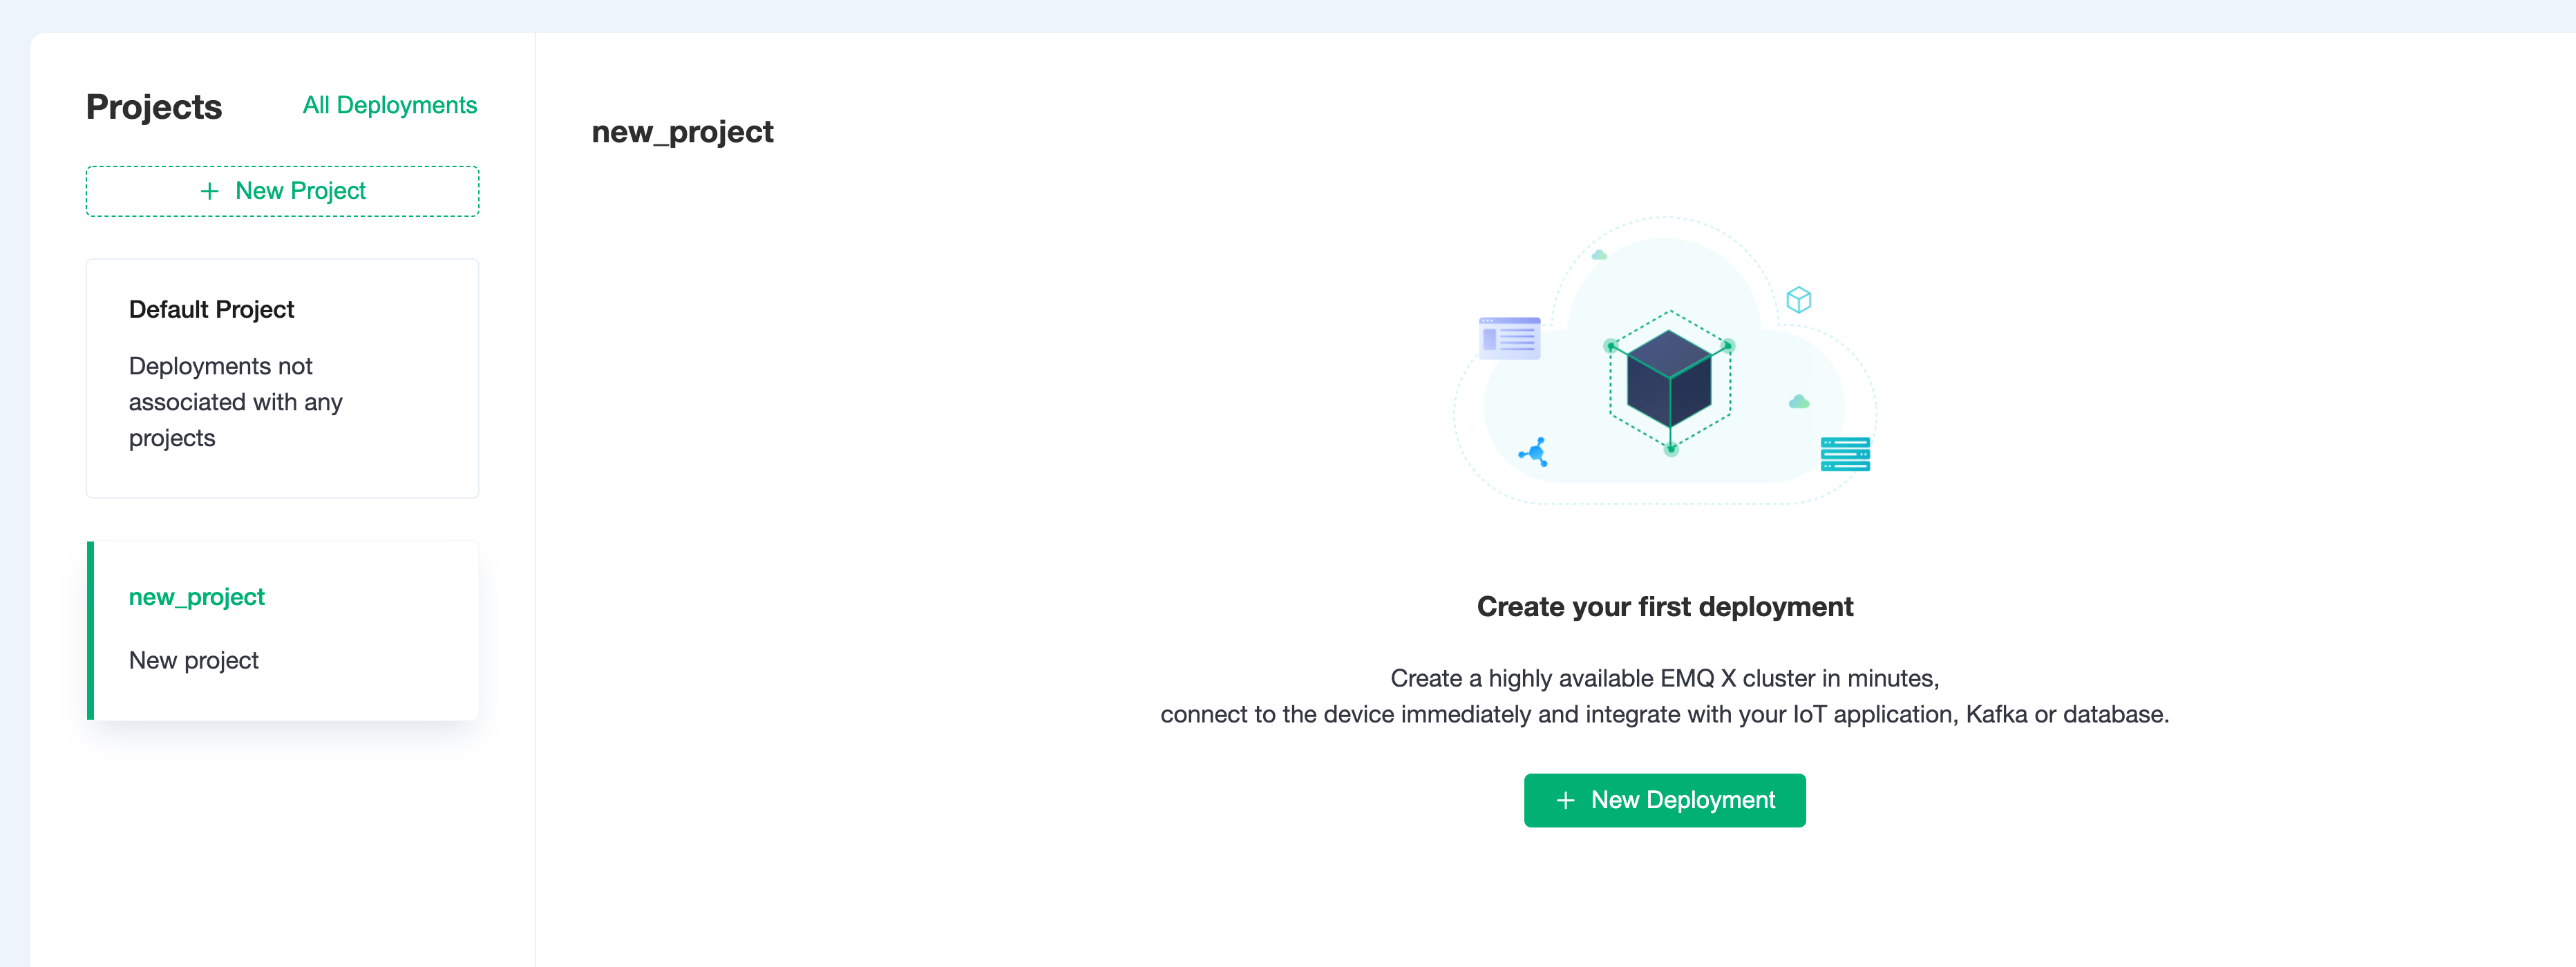 Projects
All Deployments
+ New Project
Default Project
Deployments not
associated with any
projects
new_project
New project
new_project
Create your first deployment
Create a highly available EMQ X cluster in minutes,
connect to the device immediately and integrate with your IoT application, Kafka or database.
+ New Deployment